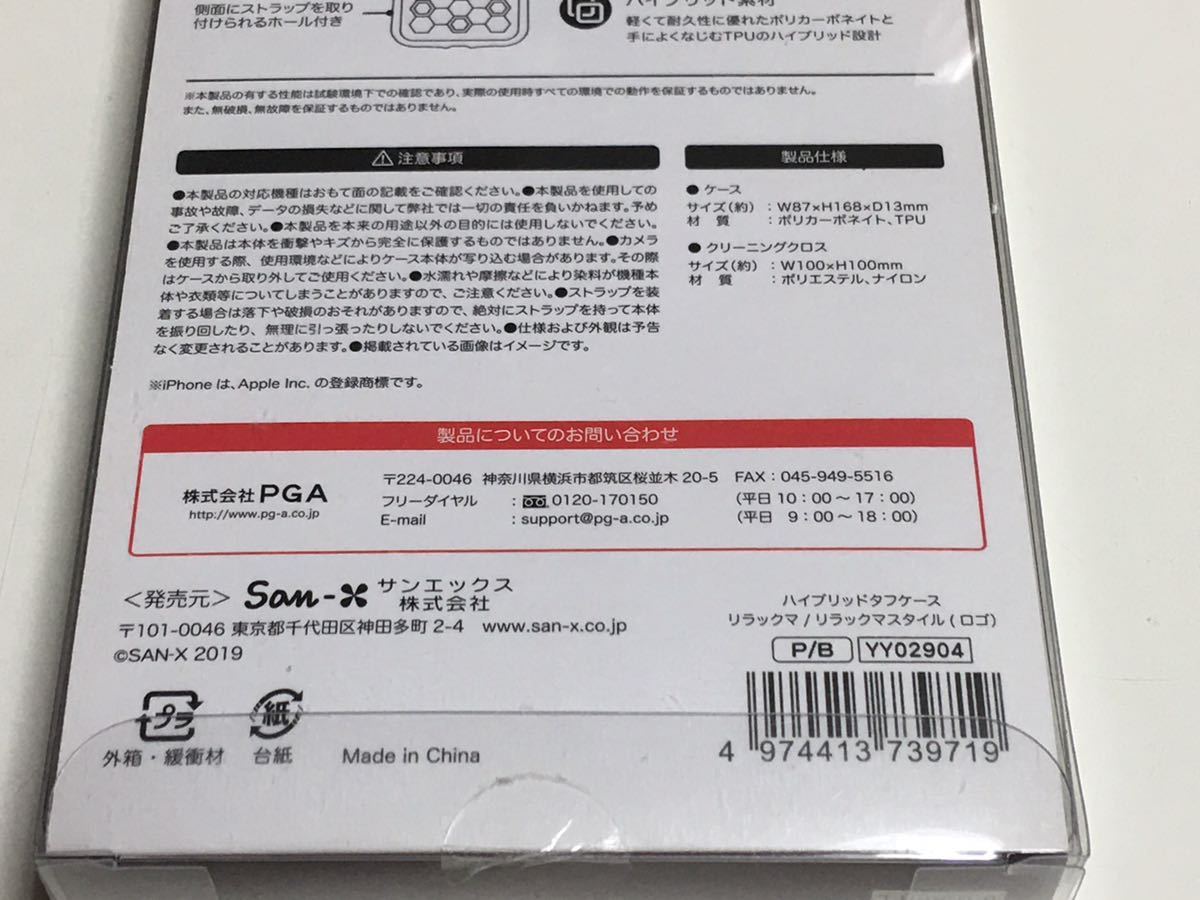 側面にストラップを取り
付けられるホール付き
ハイブリッド素材
軽くて耐久性に優れたポリカーボネイトと
手によくなじむTPUのハイブリッド設計
※本製品の有する性能は試験環境下での確認であり、実際の使用時すべての環境での動作を保証するものではありません。
また、無破損、無故障を保証するものではありません。
注意事項
●本製品の対応機種はおもて面の記載をご確認ください。●本製品を使用しての
事故や故障、データの損失などに関して弊社では一切の責任を負いかねます。予め
ご了承ください。●本製品を本来の用途以外の目的には使用しないでください。
●本製品は本体を衝撃やキズから完全に保護するものではありません。●カメラ
を使用する際、使用環境などによりケース本体が写り込む場合があります。その際
はケースから取り外してご使用ください。●水濡れや摩擦などにより染料が機種本
体や衣類等についてしまうことがありますので、ご注意ください。●ストラップを装
着する場合は落下や破損のおそれがありますので、絶対にストラップを持って本体
を振り回したり、無理に引っ張ったりしないでください。●仕様および外観は予告
なく変更されることがあります。●掲載されている画像はイメージです。
※iPhone は、Apple Inc. の登録商標です。
製品仕様
● ケース
サイズ(約) : W87×H168×D13mm
材 質 : ポリカーボネイト、TPU
● クリーニングクロス
サイズ(約) : W100×H100mm
材 質 : ポリエステル、ナイロン
製品についてのお問い合わせ
株式会社 PGA
http://www.pg-a.co.jp
〒224-0046 神奈川県横浜市都筑区桜並木 20-5 FAX : 045-949-5516
フリーダイヤル : 0120-170150 (平日 10 : 00 ～ 17 : 00)
E-mail : support@pg-a.co.jp (平日 9 : 00 ～ 18 : 00)
＜発売元＞ San-X サンエックス
株式会社
〒101-0046 東京都千代田区神田多町 2-4 www.san-x.co.jp
©SAN-X 2019
ハイブリッドタフケース
リラックマ / リラックマスタイル ( ロゴ )
P/B YY02904
プラ
外箱・緩衝材
紙
台紙
Made in China
4 974413 739719